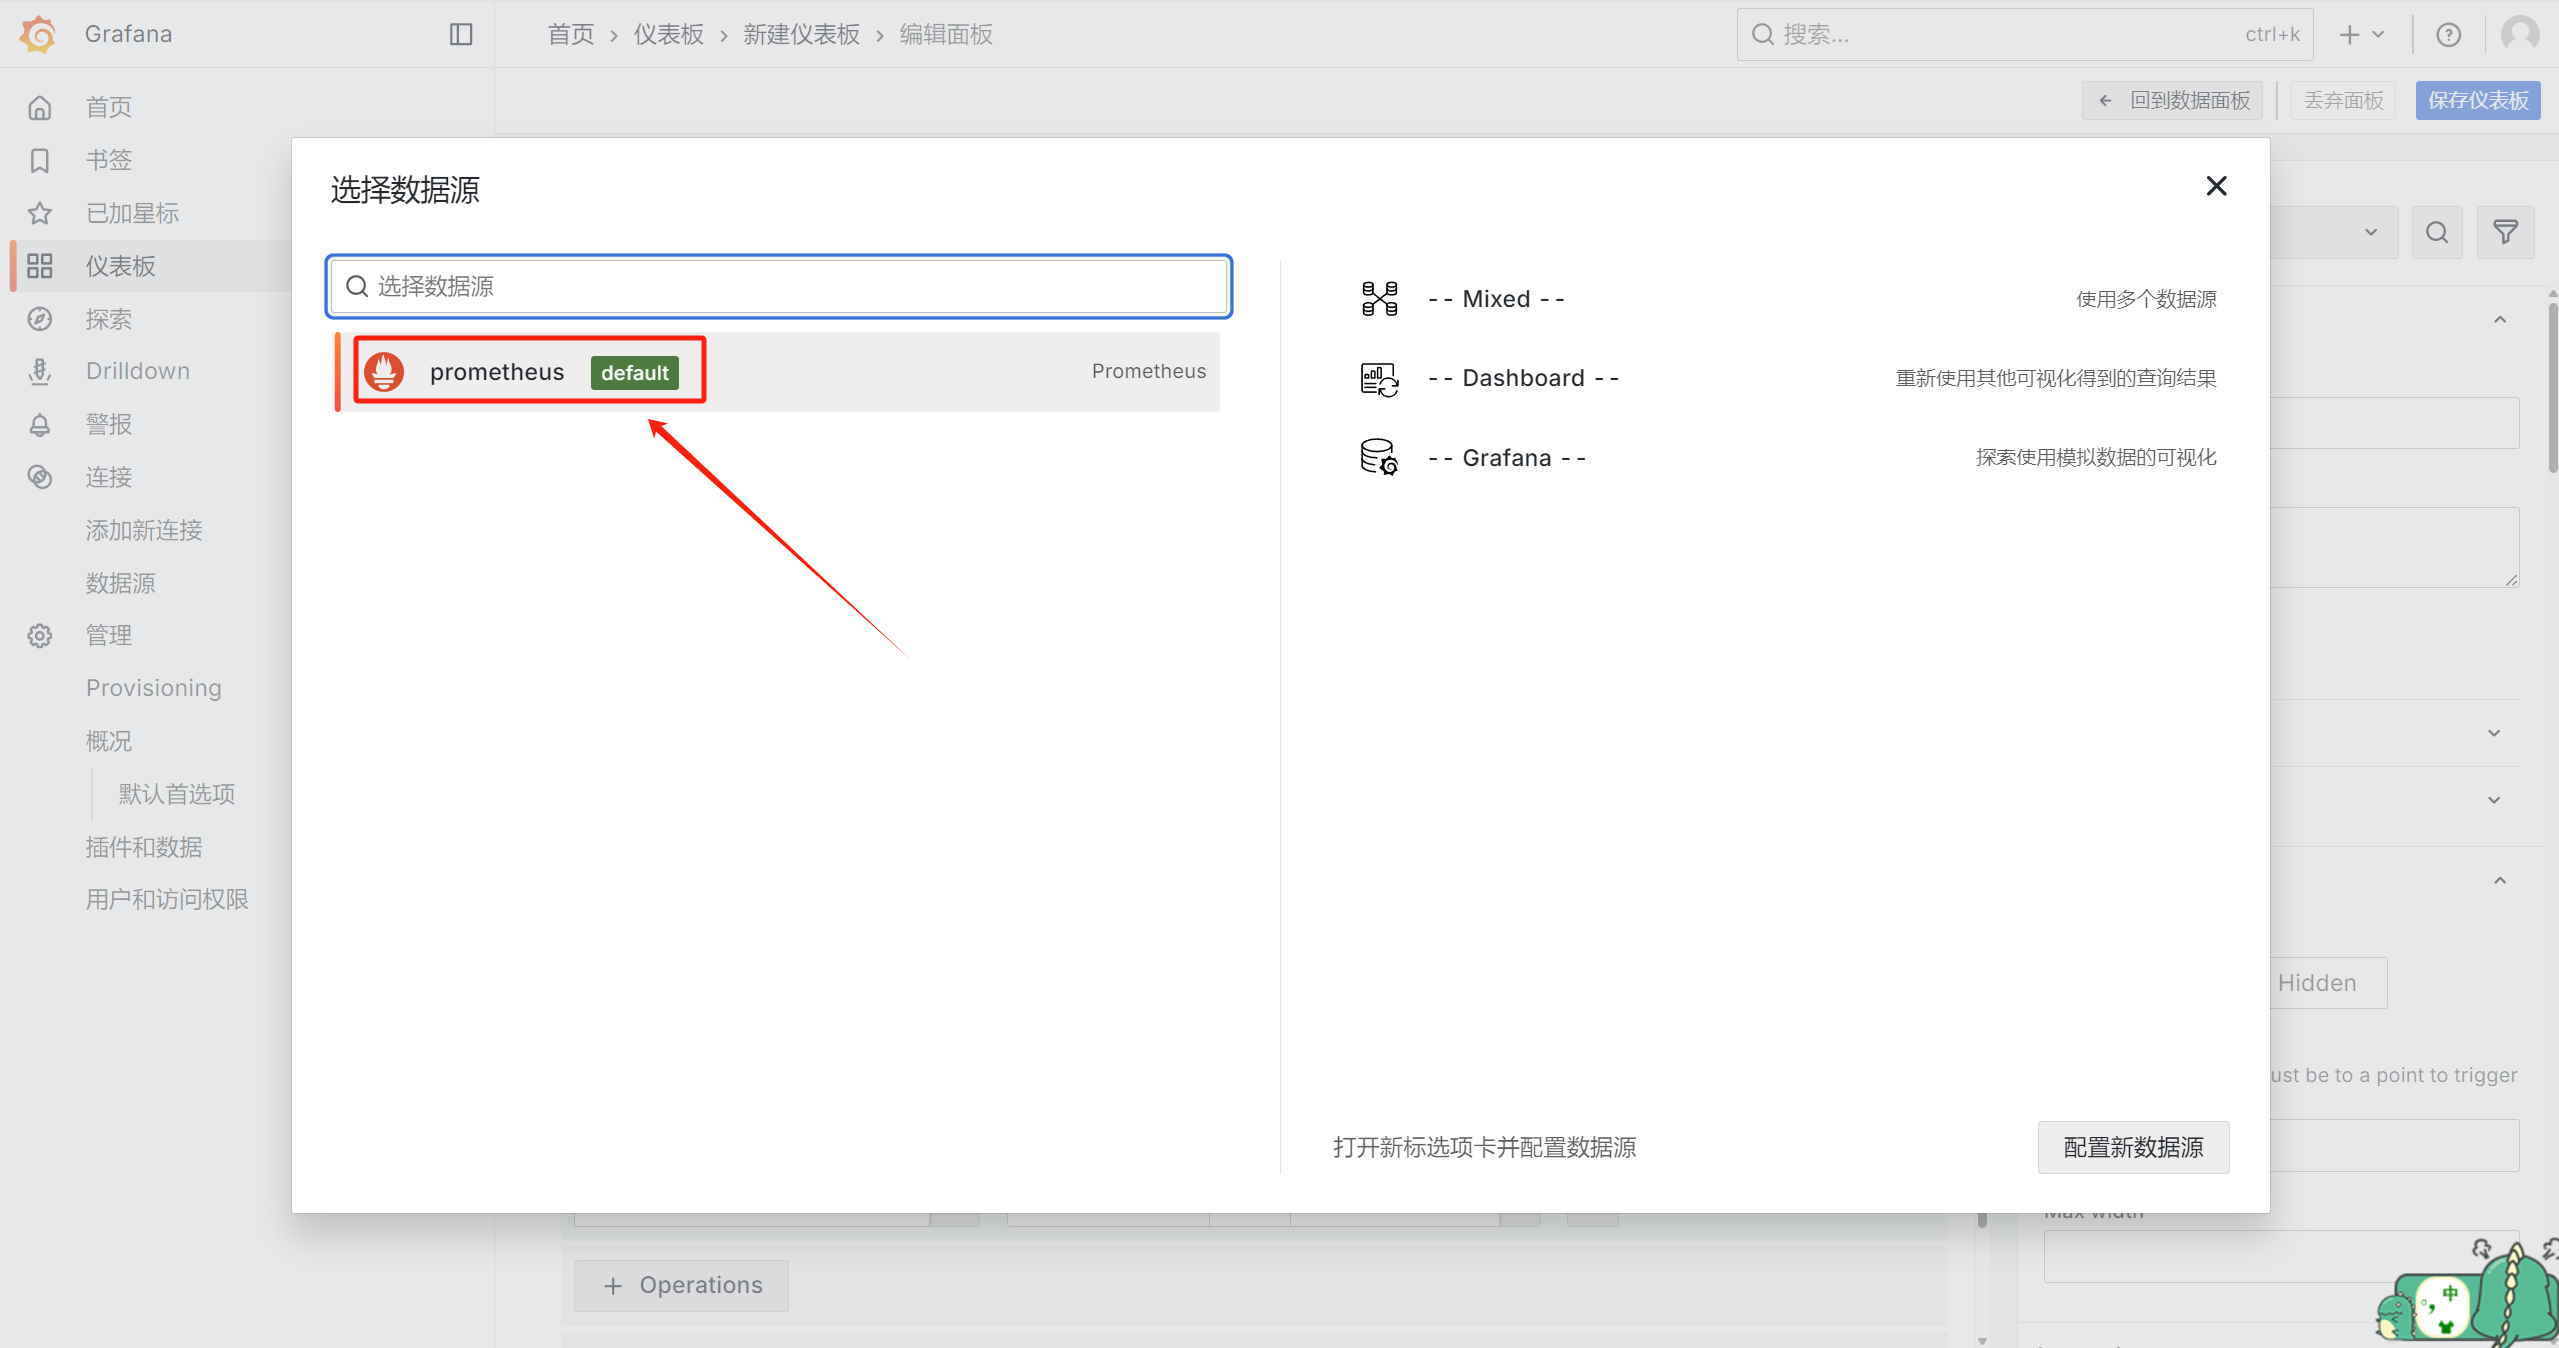 Grafana
首页 › 仪表板 › 新建仪表板 › 编辑面板
搜索...
ctrl+k
回到数据面板
丢弃面板
保存仪表板
首页
书签
已加星标
仪表板
探索
Drilldown
警报
连接
添加新连接
数据源
管理
Provisioning
概况
默认首选项
插件和数据
用户和访问权限
选择数据源
选择数据源
prometheus default Prometheus
-- Mixed -- 使用多个数据源
-- Dashboard -- 重新使用其他可视化得到的查询结果
-- Grafana -- 探索使用模拟数据的可视化
打开新标选项卡并配置数据源
配置新数据源
Hidden
ust be to a point to trigger
Max width
+ Operations
中